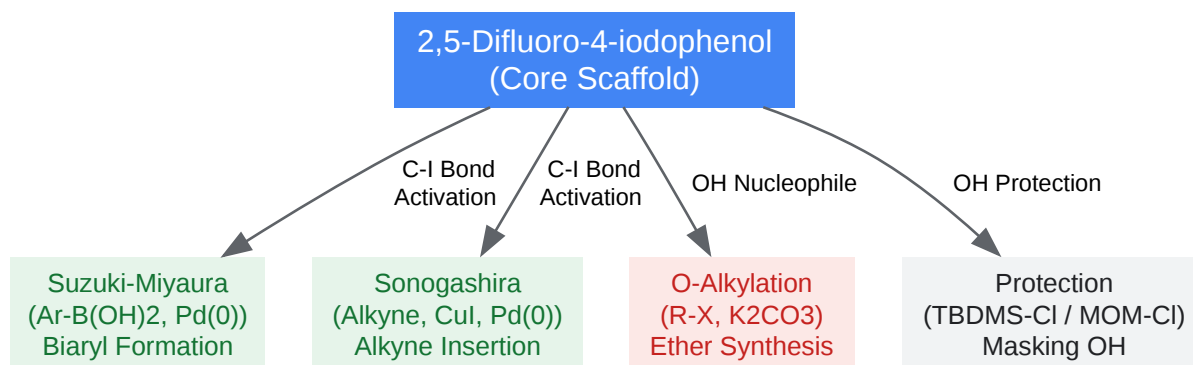 2,5-Difluoro-4-iodophenol
(Core Scaffold)
C-I Bond
Activation
C-I Bond
Activation
OH Nucleophile
OH Protection
Suzuki-Miyaura
(Ar-B(OH)2, Pd(0))
Biaryl Formation
Sonogashira
(Alkyne, CuI, Pd(0))
Alkyne Insertion
O-Alkylation
(R-X, K2CO3)
Ether Synthesis
Protection
(TBDMS-Cl / MOM-Cl)
Masking OH